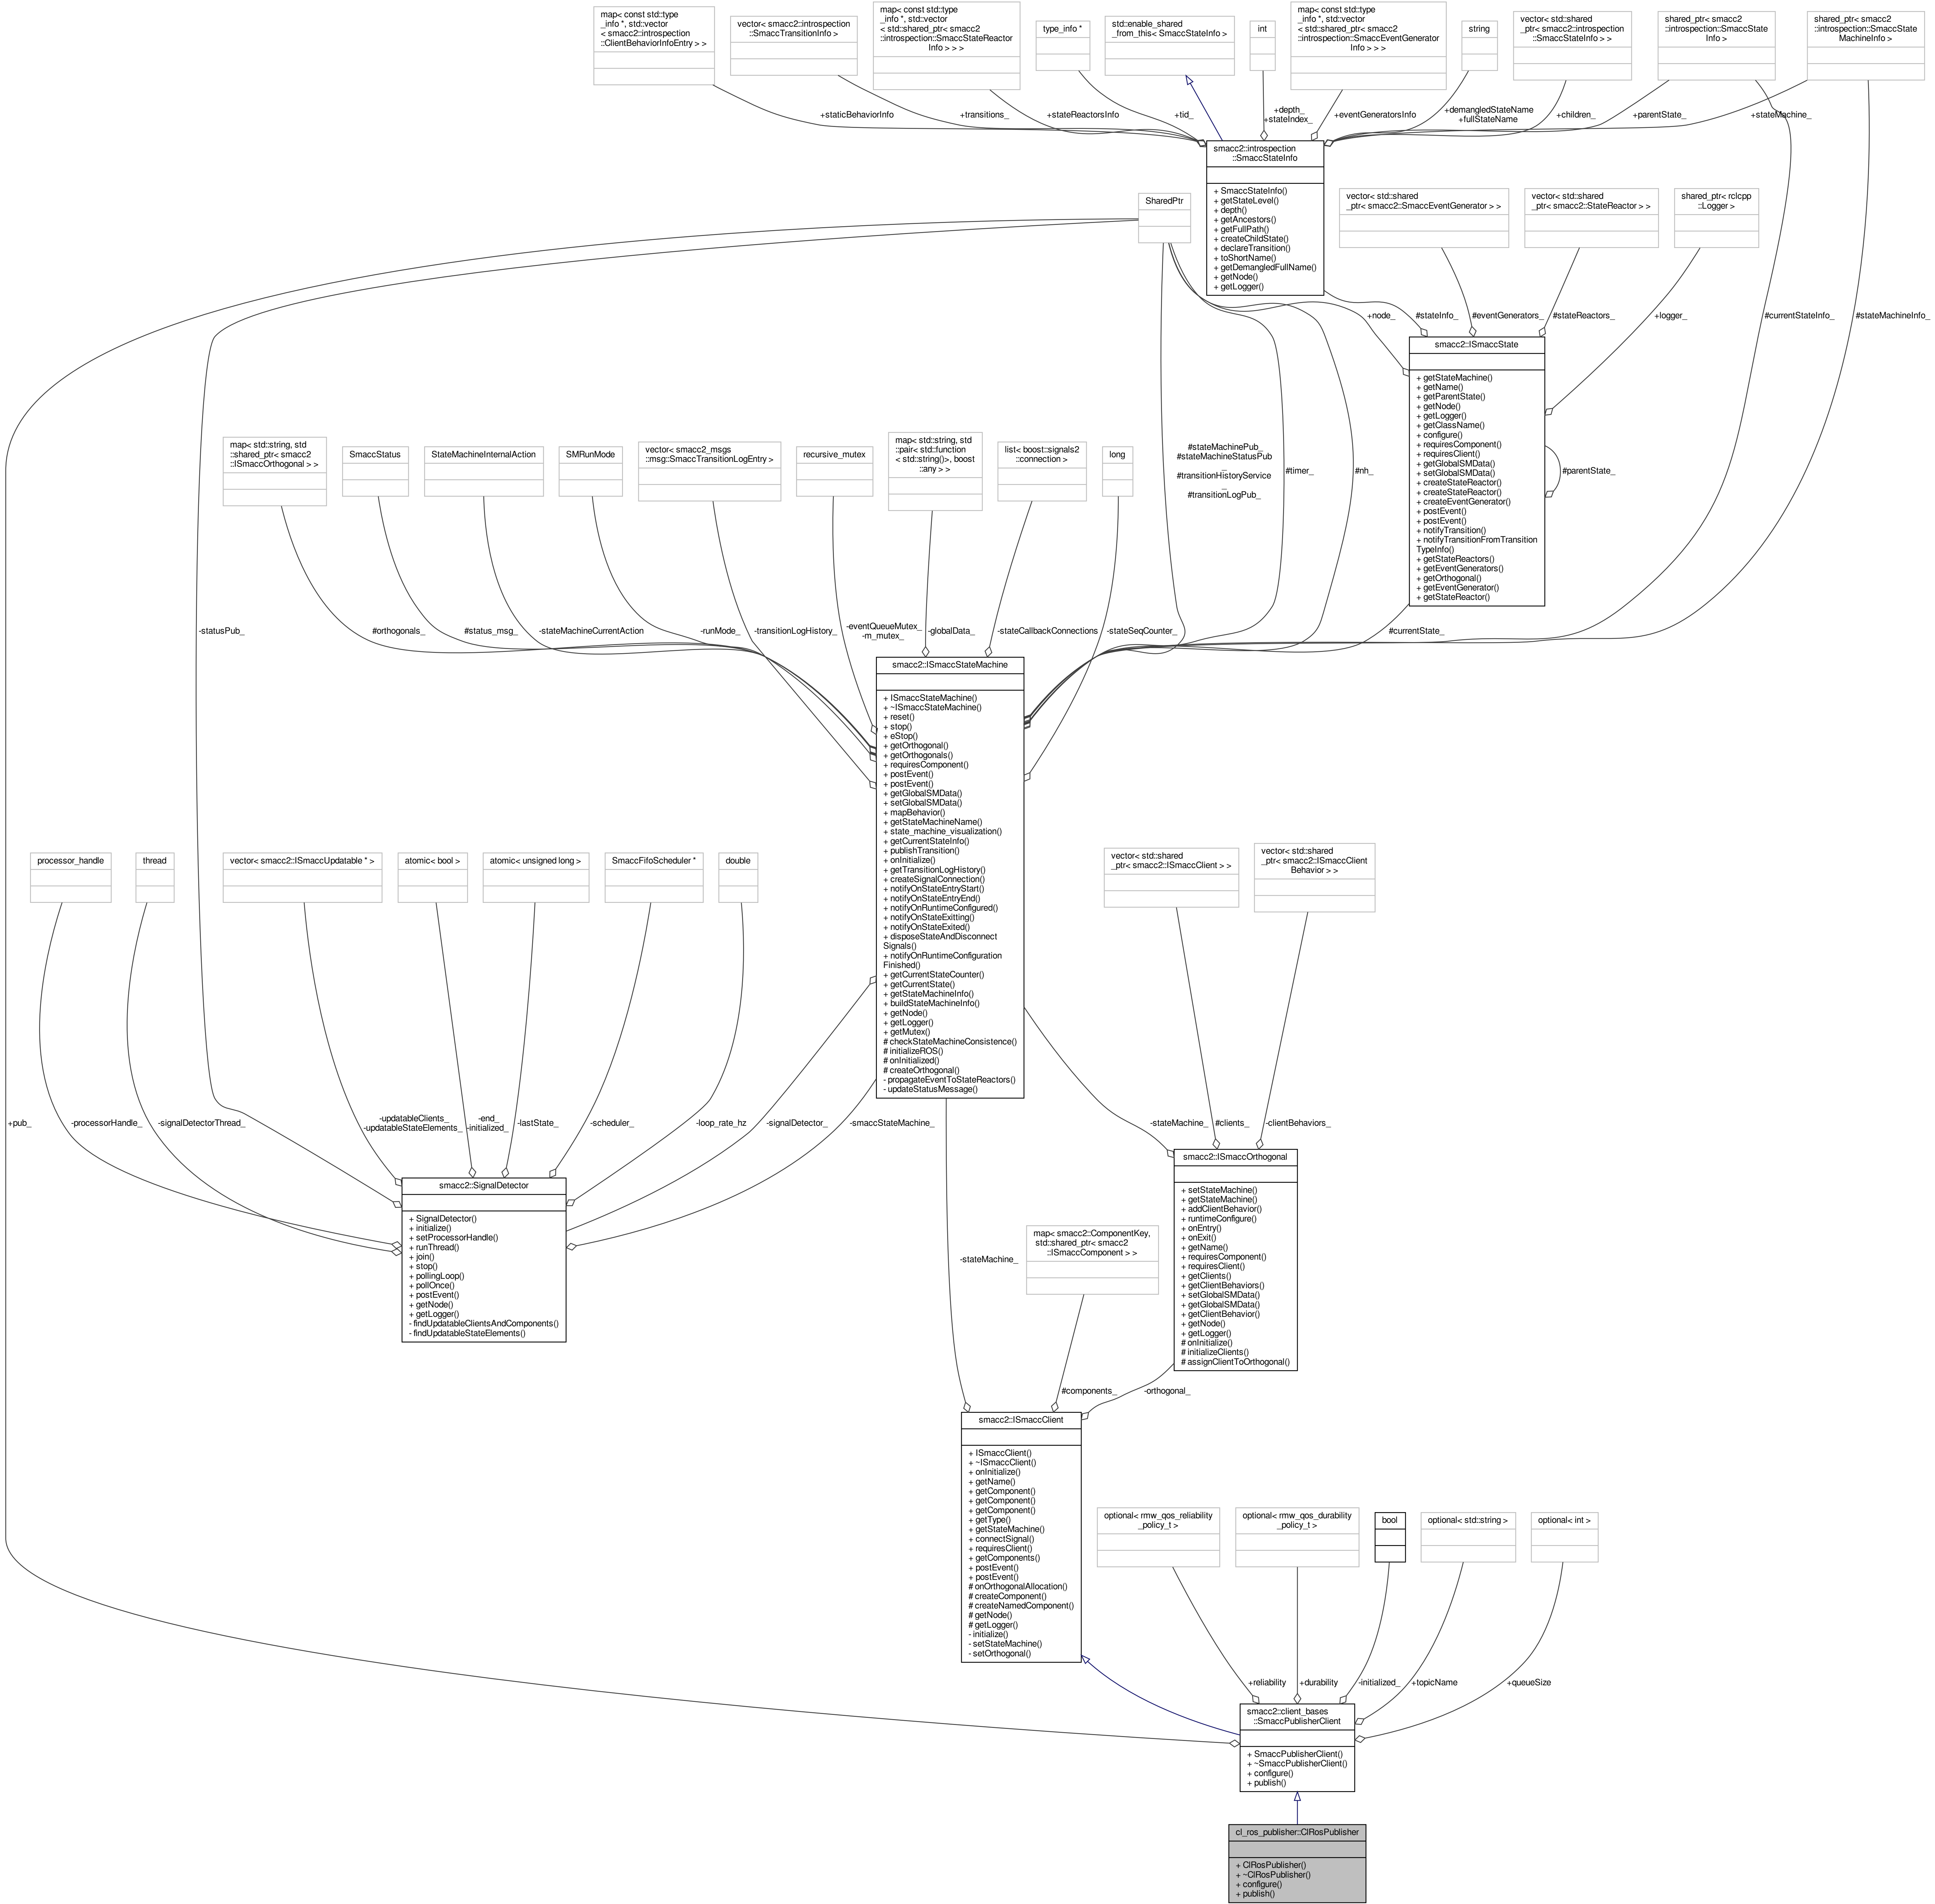 map< const std::type
_info *, std::vector
< smacc2::introspection
::ClientBehaviorInfoEntry > >
vector< smacc2::introspection
::SmaccTransitionInfo >
map< const std::type
_info *, std::vector
< std::shared_ptr< smacc2
::introspection::SmaccStateReactor
Info > > >
type_info *
std::enable_shared
_from_this< SmaccStateInfo >
int
map< const std::type
_info *, std::vector
< std::shared_ptr< smacc2
::introspection::SmaccEventGenerator
Info > > >
string
vector< std::shared
_ptr< smacc2::introspection
::SmaccStateInfo > >
shared_ptr< smacc2
::introspection::SmaccState
Info >
shared_ptr< smacc2
::introspection::SmaccState
MachineInfo >
+staticBehaviorInfo
+transitions_
+stateReactorsInfo
+tid_
+depth_
+stateIndex_
+eventGeneratorsInfo
+demangledStateName
+fullStateName
+children_
+parentState_
+stateMachine_
smacc2::introspection
::SmaccStateInfo
+ SmaccStateInfo()
+ getStateLevel()
+ depth()
+ getAncestors()
+ getFullPath()
+ createChildState()
+ declareTransition()
+ toShortName()
+ getDemangledFullName()
+ getNode()
+ getLogger()
SharedPtr
vector< std::shared
_ptr< smacc2::SmaccEventGenerator > >
vector< std::shared
_ptr< smacc2::StateReactor > >
shared_ptr< rclcpp
::Logger >
+node_
#stateInfo_
#eventGenerators_
#stateReactors_
+logger_
#currentStateInfo_
#stateMachineInfo_
smacc2::ISmaccState
+ getStateMachine()
+ getName()
+ getParentState()
+ getNode()
+ getLogger()
+ getClassName()
+ configure()
+ requiresComponent()
+ requiresClient()
+ getGlobalSMData()
+ setGlobalSMData()
+ createStateReactor()
+ createStateReactor()
+ createEventGenerator()
+ postEvent()
+ postEvent()
+ notifyTransition()
+ notifyTransitionFromTransition
TypeInfo()
+ getStateReactors()
+ getEventGenerators()
+ getOrthogonal()
+ getEventGenerator()
+ getStateReactor()
#parentState_
map< std::string, std
::shared_ptr< smacc2
::ISmaccOrthogonal > >
SmaccStatus
StateMachineInternalAction
SMRunMode
vector< smacc2_msgs
::msg::SmaccTransitionLogEntry >
recursive_mutex
map< std::string, std
::pair< std::function
< std::string()>, boost
::any > >
list< boost::signals2
::connection >
long
#stateMachinePub_
#stateMachineStatusPub
_
#transitionHistoryService
_
#transitionLogPub_
#timer_
#nh_
-statusPub_
#orthogonals_
#status_msg_
-stateMachineCurrentAction
-runMode_
-transitionLogHistory_
-eventQueueMutex_
-m_mutex_
-globalData_
-stateCallbackConnections
-stateSeqCounter_
#currentState_
smacc2::ISmaccStateMachine
+ ISmaccStateMachine()
+ ~ISmaccStateMachine()
+ reset()
+ stop()
+ eStop()
+ getOrthogonal()
+ getOrthogonals()
+ requiresComponent()
+ postEvent()
+ postEvent()
+ getGlobalSMData()
+ setGlobalSMData()
+ mapBehavior()
+ getStateMachineName()
+ state_machine_visualization()
+ getCurrentStateInfo()
+ publishTransition()
+ onInitialize()
+ getTransitionLogHistory()
+ createSignalConnection()
+ notifyOnStateEntryStart()
+ notifyOnStateEntryEnd()
+ notifyOnRuntimeConfigured()
+ notifyOnStateExitting()
+ notifyOnStateExited()
+ disposeStateAndDisconnect
Signals()
+ notifyOnRuntimeConfiguration
Finished()
+ getCurrentStateCounter()
+ getCurrentState()
+ getStateMachineInfo()
+ buildStateMachineInfo()
+ getNode()
+ getLogger()
+ getMutex()
# checkStateMachineConsistence()
# initializeROS()
# onInitialized()
# createOrthogonal()
- propagateEventToStateReactors()
- updateStatusMessage()
processor_handle
thread
vector< smacc2::ISmaccUpdatable * >
atomic< bool >
atomic< unsigned long >
SmaccFifoScheduler *
double
vector< std::shared
_ptr< smacc2::ISmaccClient > >
vector< std::shared
_ptr< smacc2::ISmaccClient
Behavior > >
+pub_
-processorHandle_
-signalDetectorThread_
-updatableClients_
-updatableStateElements_
-end_
-initialized_
-lastState_
-scheduler_
-loop_rate_hz
-signalDetector_
-smaccStateMachine_
-stateMachine_
#clients_
-clientBehaviors_
smacc2::SignalDetector
+ SignalDetector()
+ initialize()
+ setProcessorHandle()
+ runThread()
+ join()
+ stop()
+ pollingLoop()
+ pollOnce()
+ postEvent()
+ getNode()
+ getLogger()
- findUpdatableClientsAndComponents()
- findUpdatableStateElements()
smacc2::ISmaccOrthogonal
+ setStateMachine()
+ getStateMachine()
+ addClientBehavior()
+ runtimeConfigure()
+ onEntry()
+ onExit()
+ getName()
+ requiresComponent()
+ requiresClient()
+ getClients()
+ getClientBehaviors()
+ setGlobalSMData()
+ getGlobalSMData()
+ getClientBehavior()
+ getNode()
+ getLogger()
# onInitialize()
# initializeClients()
# assignClientToOrthogonal()
map< smacc2::ComponentKey,
std::shared_ptr< smacc2
::ISmaccComponent > >
-stateMachine_
#components_
-orthogonal_
smacc2::ISmaccClient
+ ISmaccClient()
+ ~ISmaccClient()
+ onInitialize()
+ getName()
+ getComponent()
+ getComponent()
+ getComponent()
+ getType()
+ getStateMachine()
+ connectSignal()
+ requiresClient()
+ getComponents()
+ postEvent()
+ postEvent()
# onOrthogonalAllocation()
# createComponent()
# createNamedComponent()
# getNode()
# getLogger()
- initialize()
- setStateMachine()
- setOrthogonal()
optional< rmw_qos_reliability
_policy_t >
optional< rmw_qos_durability
_policy_t >
bool
optional< std::string >
optional< int >
+reliability
+durability
-initialized_
+topicName
+queueSize
smacc2::client_bases
::SmaccPublisherClient
+ SmaccPublisherClient()
+ ~SmaccPublisherClient()
+ configure()
+ publish()
cl_ros_publisher::ClRosPublisher
+ ClRosPublisher()
+ ~ClRosPublisher()
+ configure()
+ publish()